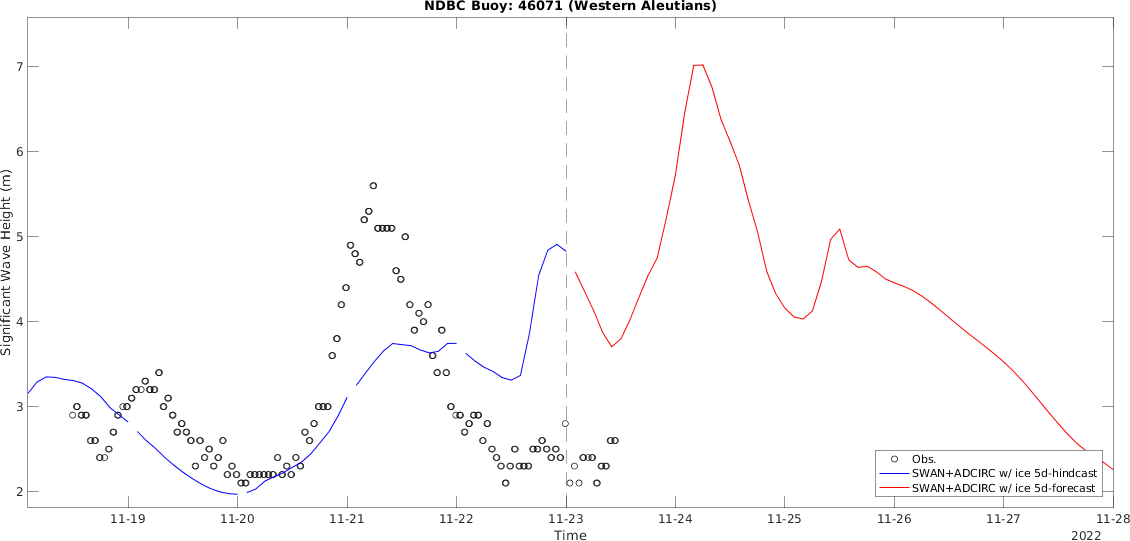 NDBC Buoy: 46071 (Western Aleutians)
Significant Wave Height (m)
7
6
5
4
3
2
Obs.
SWAN+ADCIRC w/ ice 5d-hindcast
SWAN+ADCIRC w/ ice 5d-forecast
11-19
11-20
11-21
11-22
11-23
11-24
11-25
11-26
11-27
11-28
Time
2022